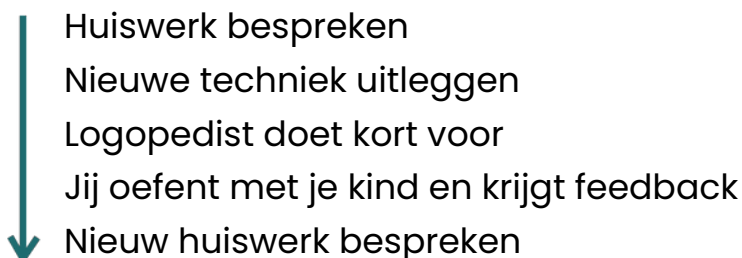 Huiswerk bespreken
Nieuwe techniek uitleggen
Logopedist doet kort voor
Jij oefent met je kind en krijgt feedback
Nieuw huiswerk bespreken